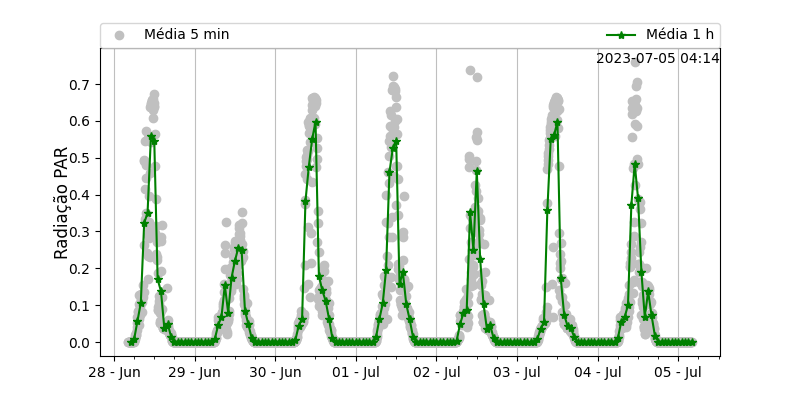 Média 5 min
Média 1 h
2023-07-05 04:14
Radiação PAR
0.7
0.6
0.5
0.4
0.3
0.2
0.1
0.0
28 - Jun
29 - Jun
30 - Jun
01 - Jul
02 - Jul
03 - Jul
04 - Jul
05 - Jul